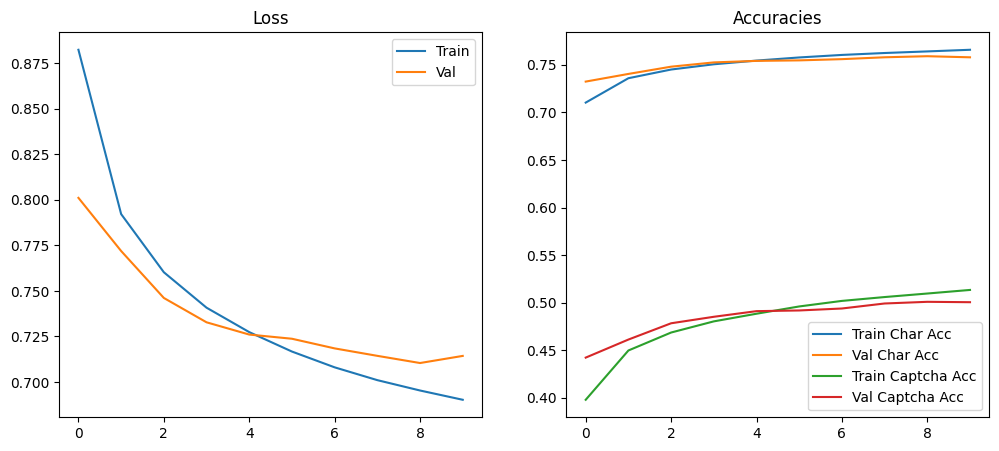 Loss
Train
Val
0.875
0.850
0.825
0.800
0.775
0.750
0.725
0.700
0 2 4 6 8
Accuracies
0.75
0.70
0.65
0.60
0.55
0.50
0.45
0.40
Train Char Acc
Val Char Acc
Train Captcha Acc
Val Captcha Acc
0 2 4 6 8